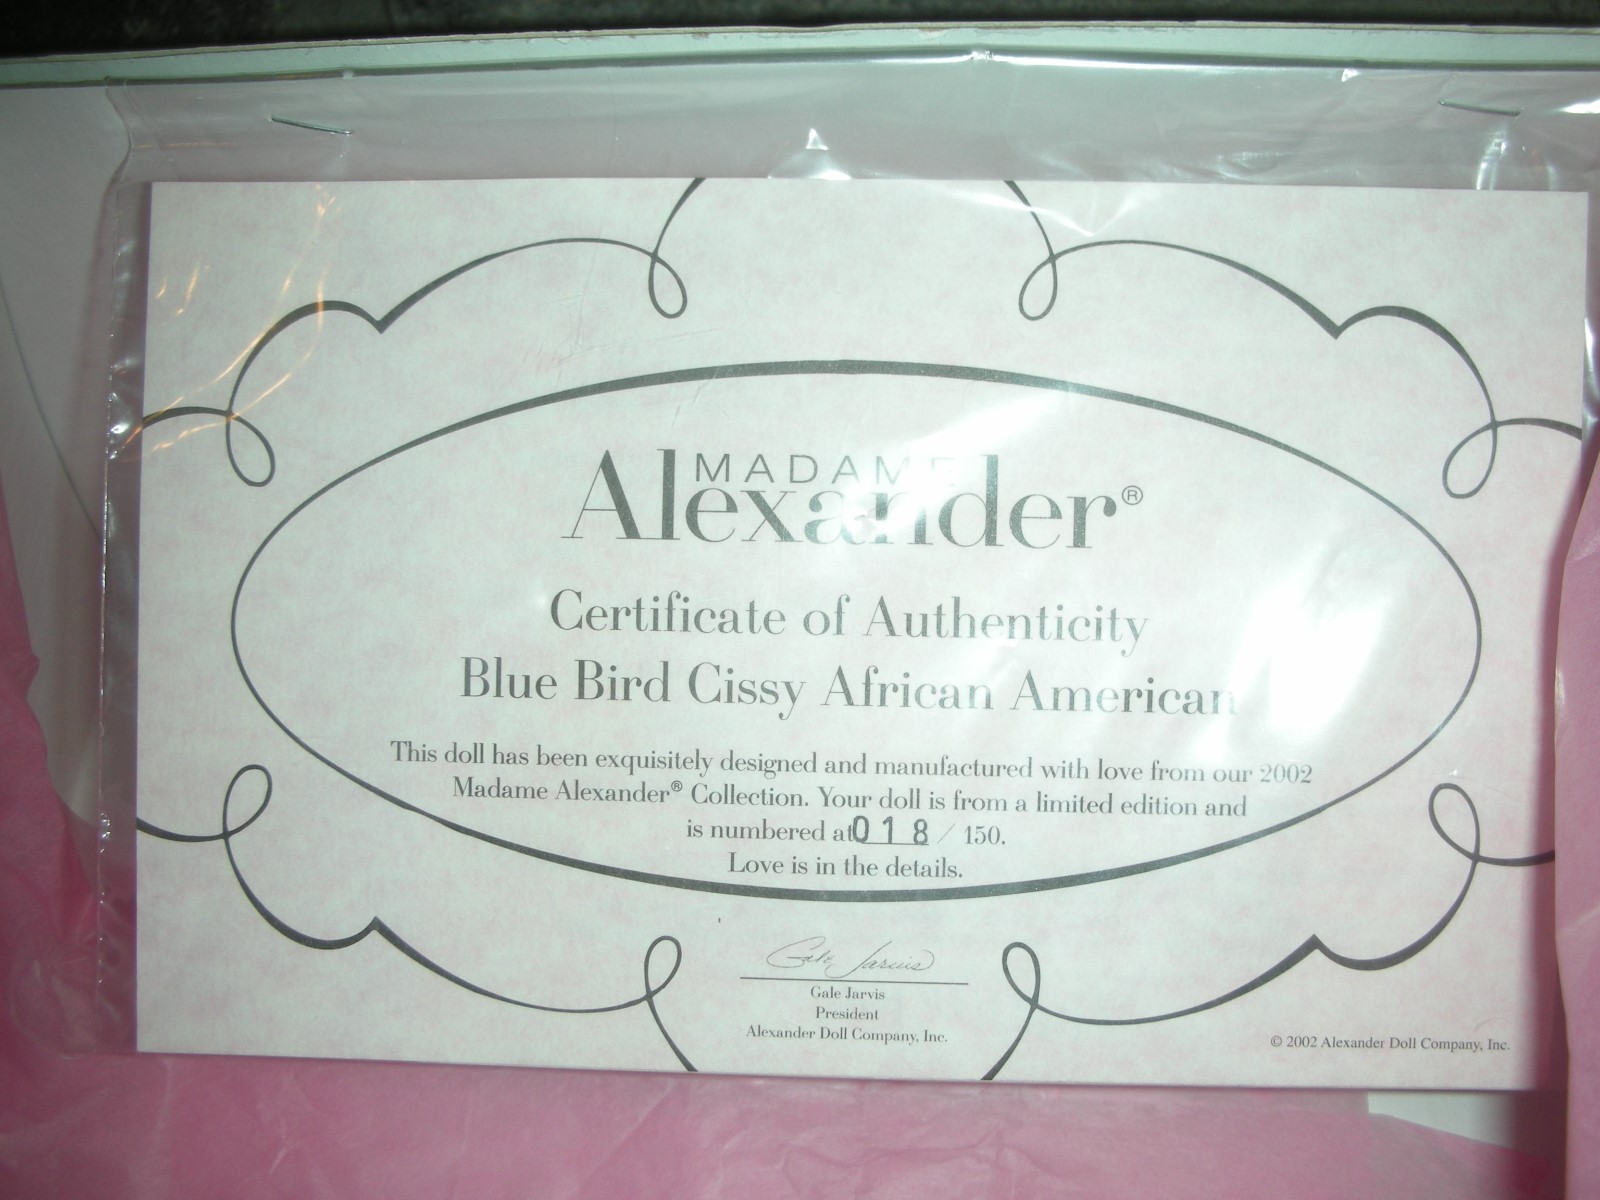 MADAME
Alexander®
Certificate of Authenticity
Blue Bird Cissy African American
This doll has been exquisitely designed and manufactured with love from our 2002
Madame Alexander® Collection. Your doll is from a limited edition and
is numbered at 018 / 150.
Love is in the details.
Gale Jarvis
Gale Jarvis
President
Alexander Doll Company, Inc.
© 2002 Alexander Doll Company, Inc.